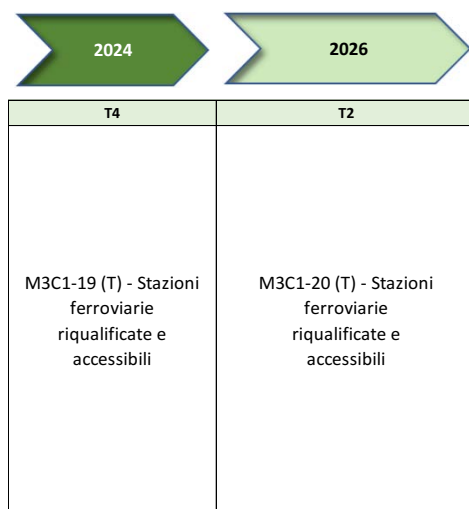 2024
2026
T4
T2
M3C1-19 (T) - Stazioni
ferroviarie
riqualificate e
accessibili
M3C1-20 (T) - Stazioni
ferroviarie
riqualificate e
accessibili